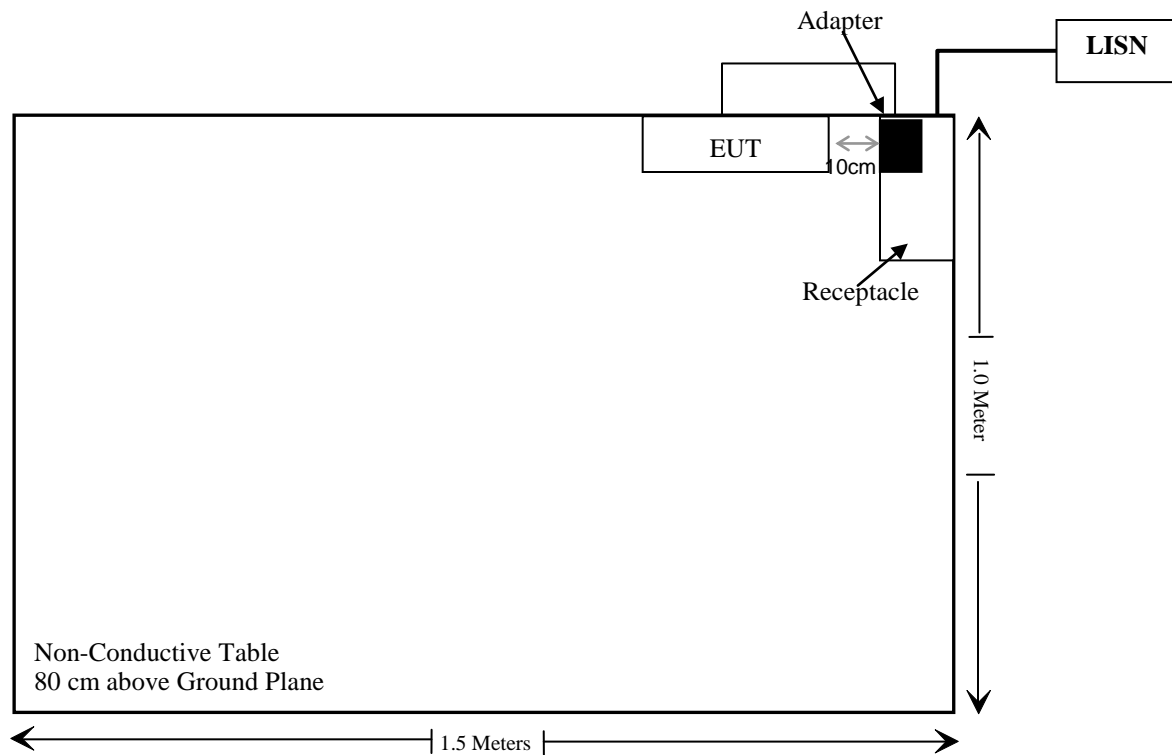 Adapter
LISN
EUT
10cm
Receptacle
1.0 Meter
Non-Conductive Table
80 cm above Ground Plane
1.5 Meters